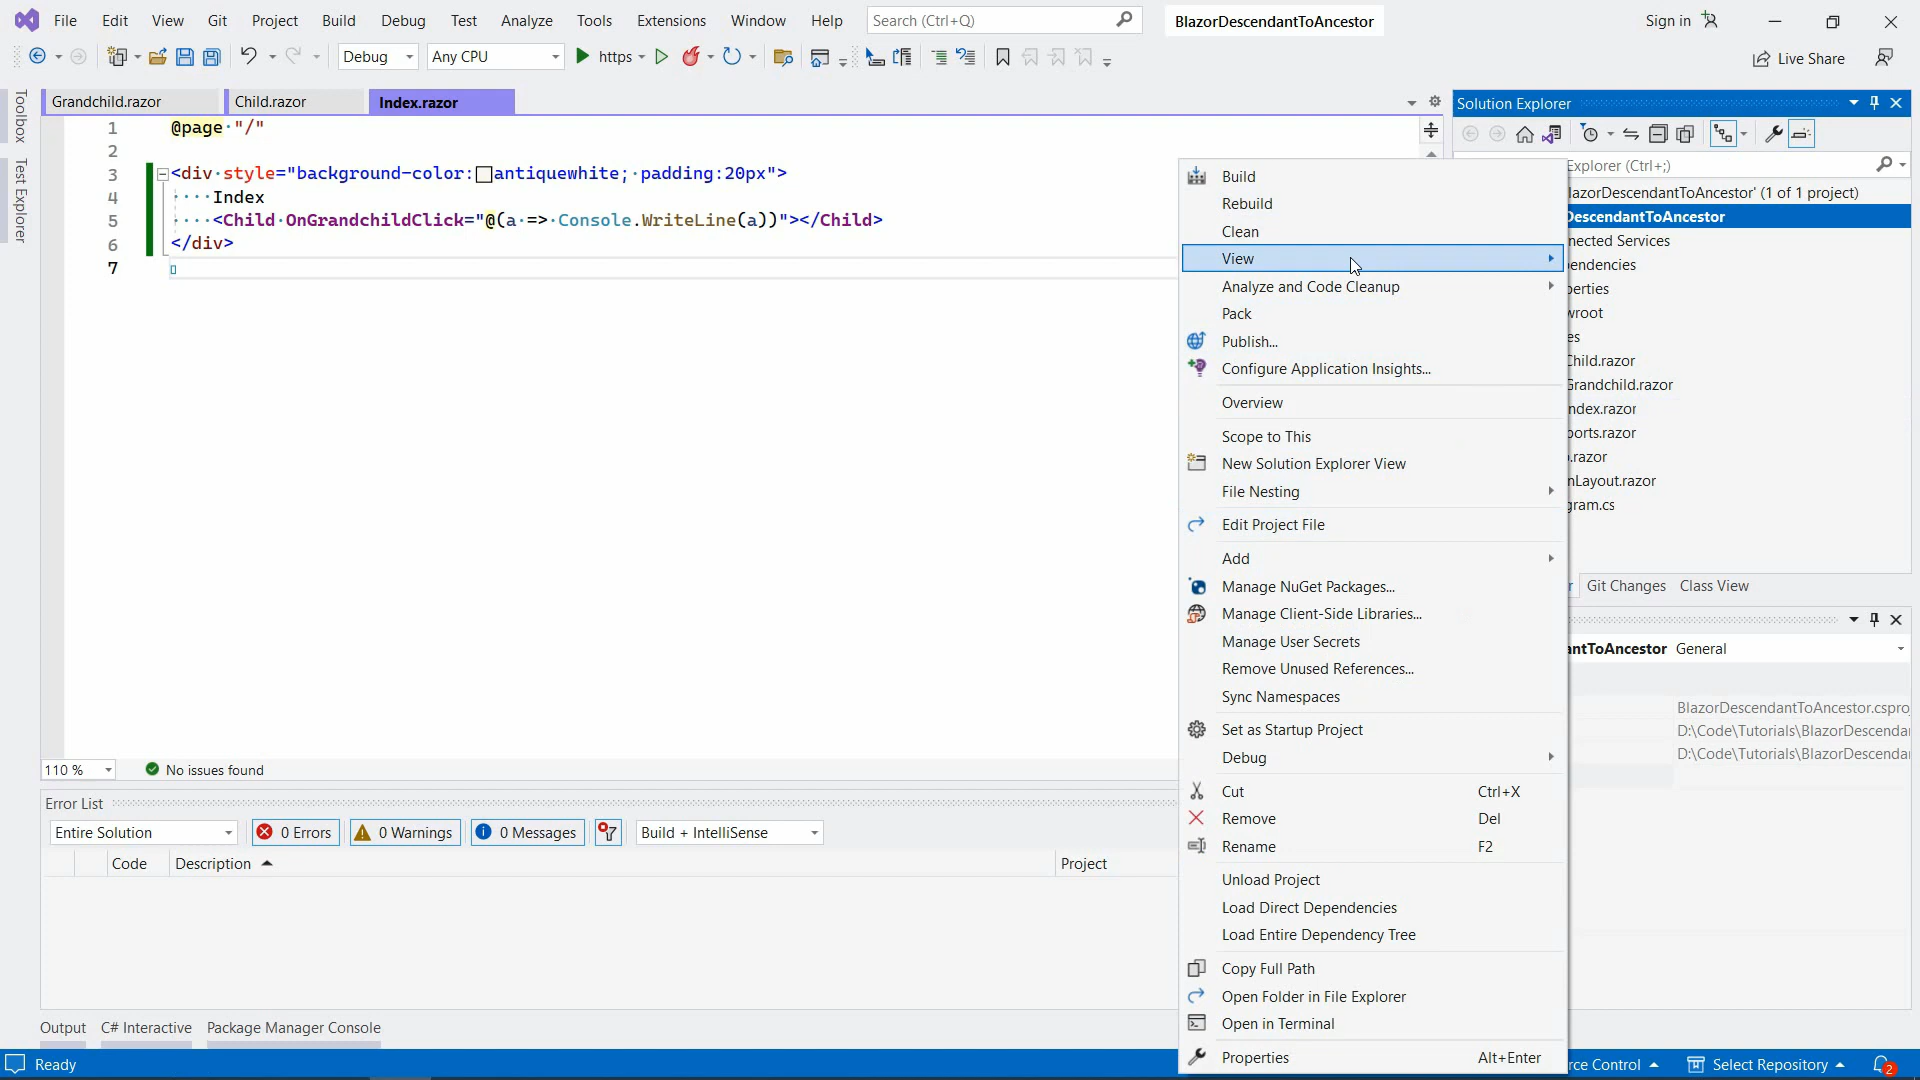 File Edit View Git Project Build Debug Test Analyze Tools Extensions Window Help Search (Ctrl+Q) BlazorDescendantToAncestor Sign in
Debug Any CPU https Live Share
Toolbox
Test Explorer
Grandchild.razor Child.razor Index.razor
1 @page "/"
2
3 <div style="background-color:antiquewhite; padding:20px">
4 Index
5 <Child OnGrandchildClick="@(a => Console.WriteLine(a))"></Child>
6 </div>
7
110 % No issues found
Error List
Entire Solution 0 Errors 0 Warnings 0 Messages Build + IntelliSense
Code Description Project
Output C# Interactive Package Manager Console
Ready
Build
Rebuild
Clean
View
Analyze and Code Cleanup
Pack
Publish...
Configure Application Insights...
Overview
Scope to This
New Solution Explorer View
File Nesting
Edit Project File
Add
Manage NuGet Packages...
Manage Client-Side Libraries...
Manage User Secrets
Remove Unused References...
Sync Namespaces
Set as Startup Project
Debug
Cut Ctrl+X
Remove Del
Rename F2
Unload Project
Load Direct Dependencies
Load Entire Dependency Tree
Copy Full Path
Open Folder in File Explorer
Open in Terminal
Properties Alt+Enter
Solution Explorer
Explorer (Ctrl+;)
lazorDescendantToAncestor' (1 of 1 project)
DescendantToAncestor
nected Services
endencies
perties
wroot
es
Child.razor
Grandchild.razor
ndex.razor
ports.razor
.razor
nLayout.razor
gram.cs
r Git Changes Class View
antToAncestor General
BlazorDescendantToAncestor.cspro
D:\Code\Tutorials\BlazorDescenda
D:\Code\Tutorials\BlazorDescenda
rce Control Select Repository 2